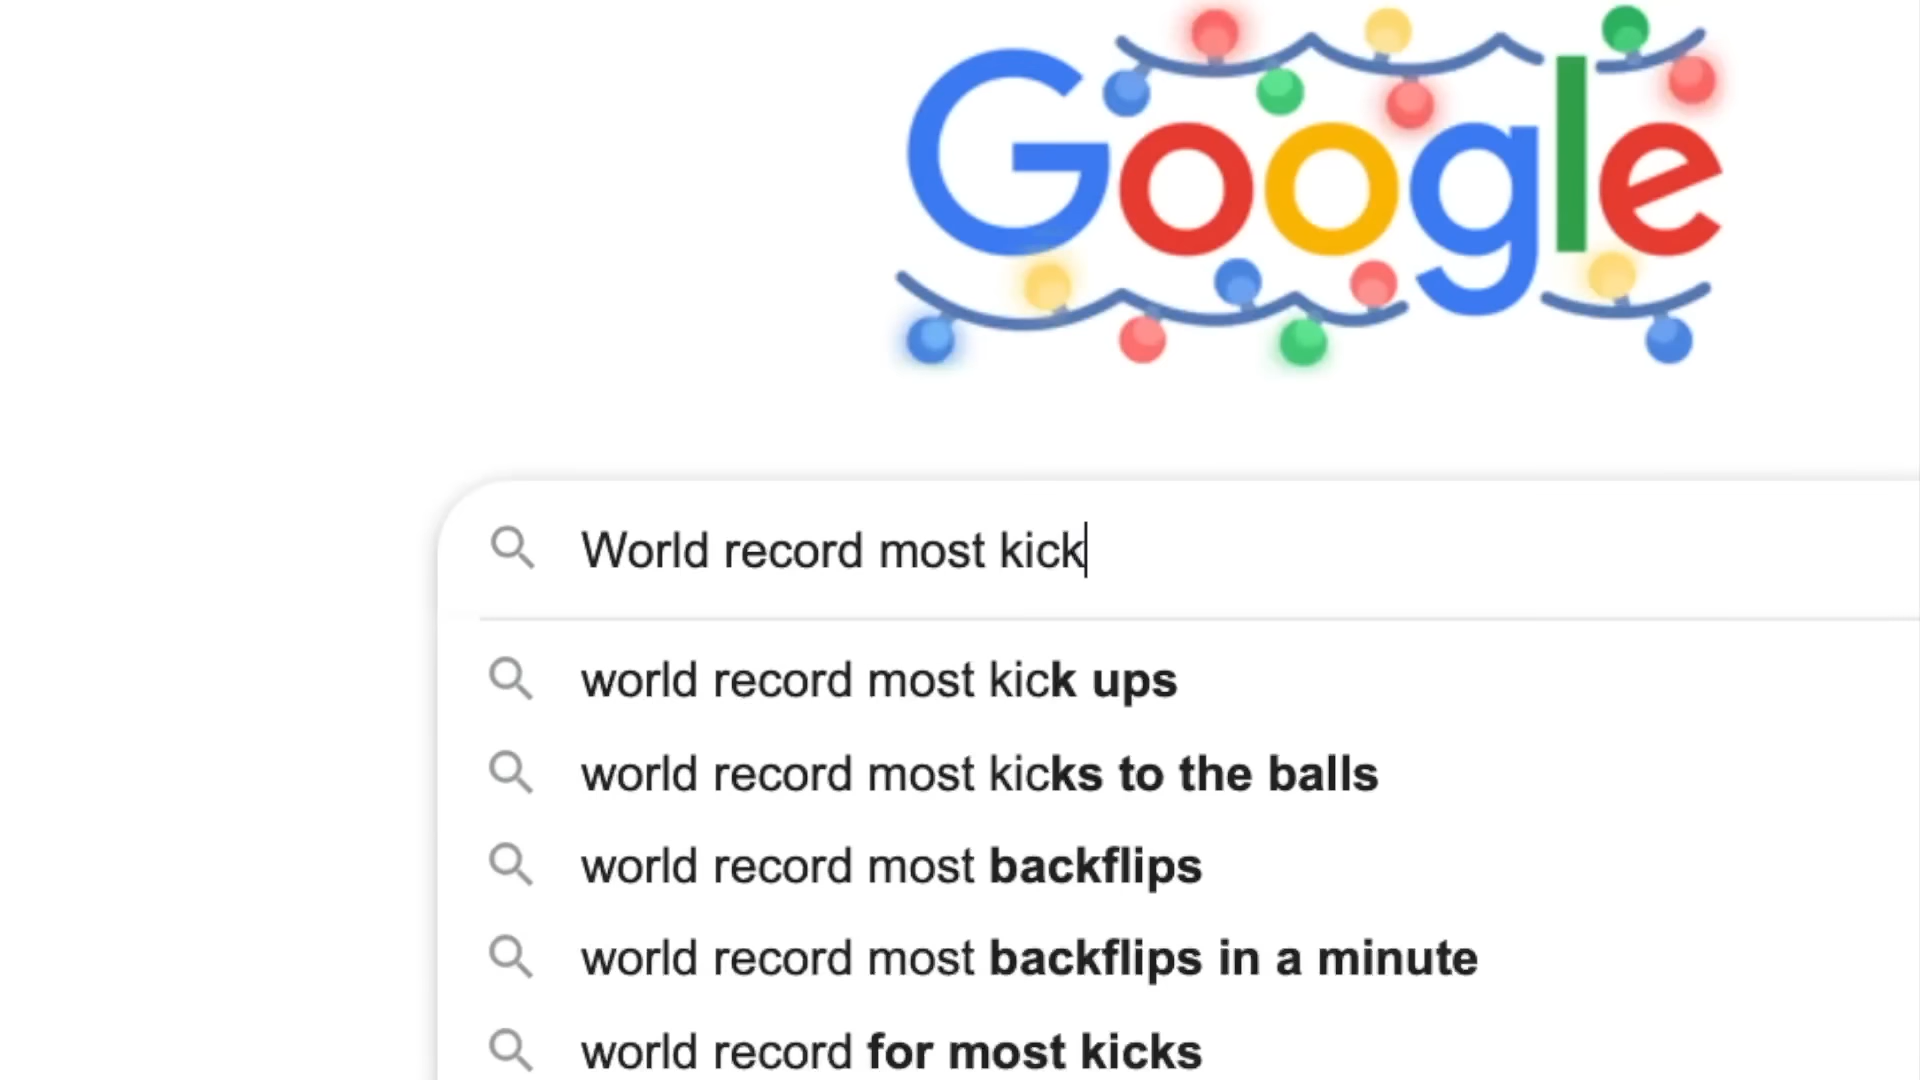 Google
World record most kick
world record most kick ups
world record most kicks to the balls
world record most backflips
world record most backflips in a minute
world record for most kicks